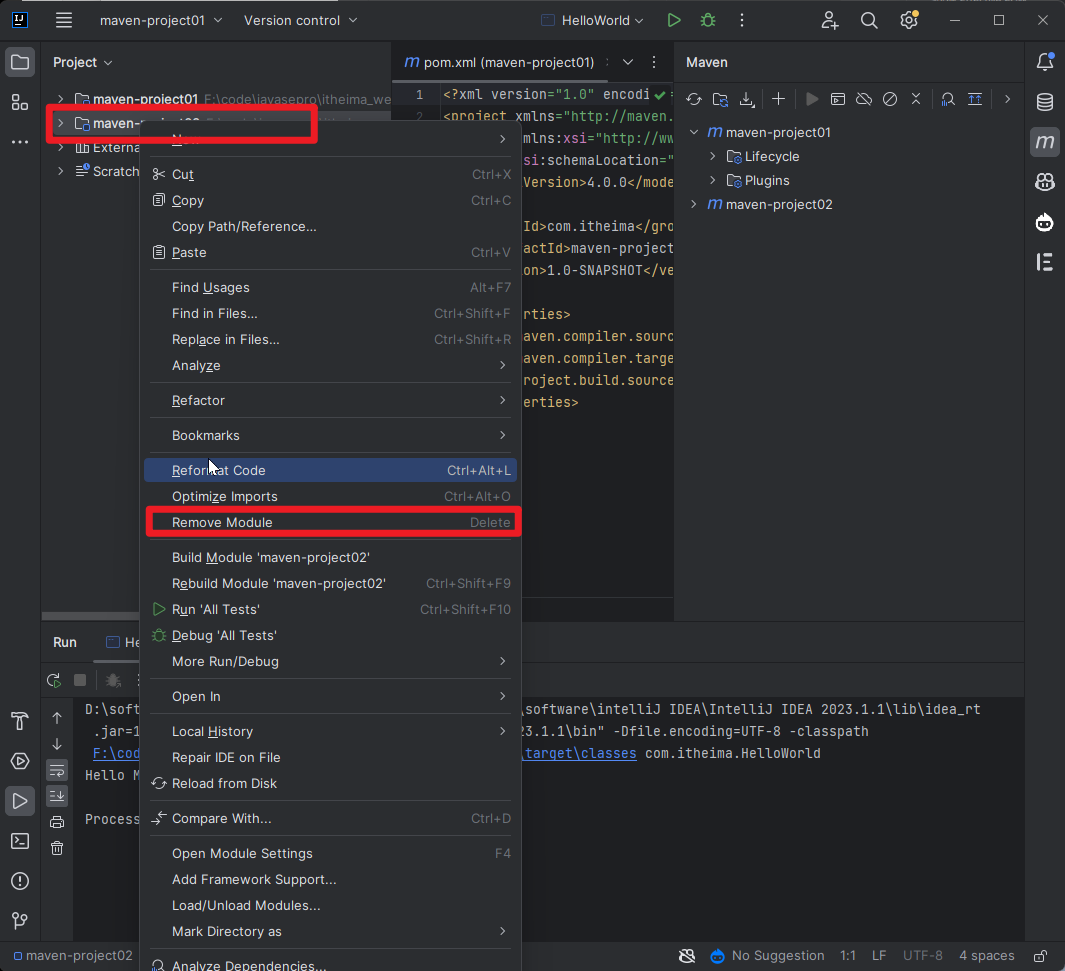 maven-project01
Version control
HelloWorld
Project
pom.xml (maven-project01)
Maven
maven-project01 F:\code\javasepro\itheima_we
1 <?xml version="1.0" encodi
maven-
2 <project xmlns="http://maven.
Externa
Scratch
mlns:xsi="http://ww
si:schemaLocation="
Version>4.0.0</mode
Id>com.itheima</gro
actId>maven-project
on>1.0-SNAPSHOT</ve
rties>
aven.compiler.sourc
aven.compiler.targe
roject.build.source
erties>
maven-project01
Lifecycle
Plugins
maven-project02
New
Cut Ctrl+X
Copy Ctrl+C
Copy Path/Reference...
Paste Ctrl+V
Find Usages Alt+F7
Find in Files... Ctrl+Shift+F
Replace in Files... Ctrl+Shift+R
Analyze
Refactor
Bookmarks
Reformat Code Ctrl+Alt+L
Optimize Imports Ctrl+Alt+O
Remove Module Delete
Build Module 'maven-project02'
Rebuild Module 'maven-project02' Ctrl+Shift+F9
Run 'All Tests' Ctrl+Shift+F10
Debug 'All Tests'
More Run/Debug
Open In
Local History
Repair IDE on File
Reload from Disk
Compare With... Ctrl+D
Open Module Settings F4
Add Framework Support...
Load/Unload Modules...
Mark Directory as
Analyze Dependencies...
Run He
D:\soft \software\intelliJ IDEA\IntelliJ IDEA 2023.1.1\lib\idea_rt
.jar=1 23.1.1\bin" -Dfile.encoding=UTF-8 -classpath
F:\cod \target\classes com.itheima.HelloWorld
Hello M
Process
maven-project02
No Suggestion 1:1 LF UTF-8 4 spaces